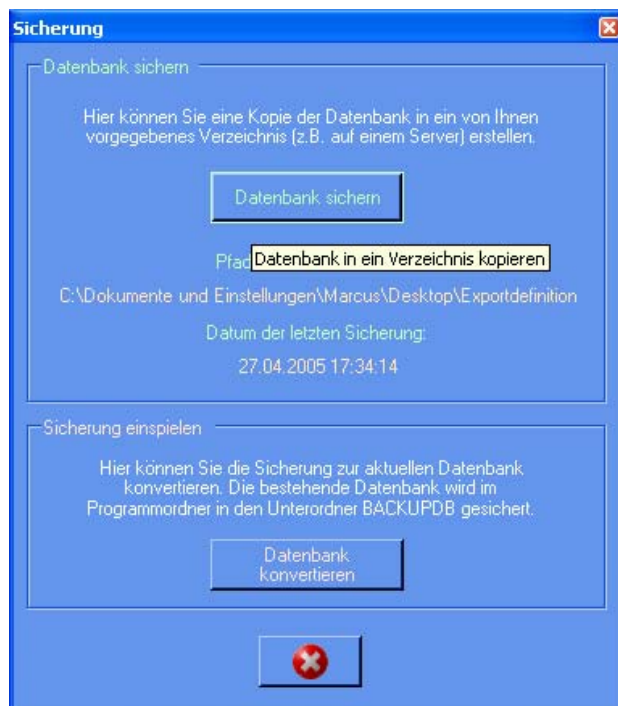 Sicherung
Datenbank sichern
Hier können Sie eine Kopie der Datenbank in ein von Ihnen
vorgegebenes Verzeichnis (z.B. auf einem Server) erstellen.
Datenbank sichern
Pfad
Datenbank in ein Verzeichnis kopieren
C:\Dokumente und Einstellungen\Marcus\Desktop\Exportdefinition
Datum der letzten Sicherung:
27.04.2005 17:34:14
Sicherung einspielen
Hier können Sie die Sicherung zur aktuellen Datenbank
konvertieren. Die bestehende Datenbank wird im
Programmordner in den Unterordner BACKUPDB gesichert.
Datenbank
konvertieren